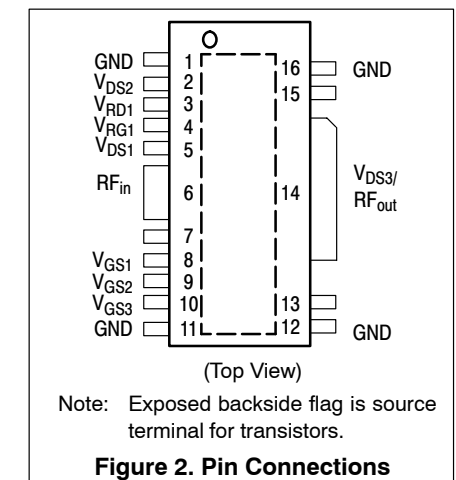 GND 1 16 GND
V_DS2 2 15
V_RD1 3
V_RG1 4
V_DS1 5
RF_in 6 14 V_DS3/
RF_out
7
V_GS1 8
V_GS2 9
V_GS3 10 13
GND 11 12 GND
(Top View)
Note: Exposed backside flag is source
terminal for transistors.
Figure 2. Pin Connections